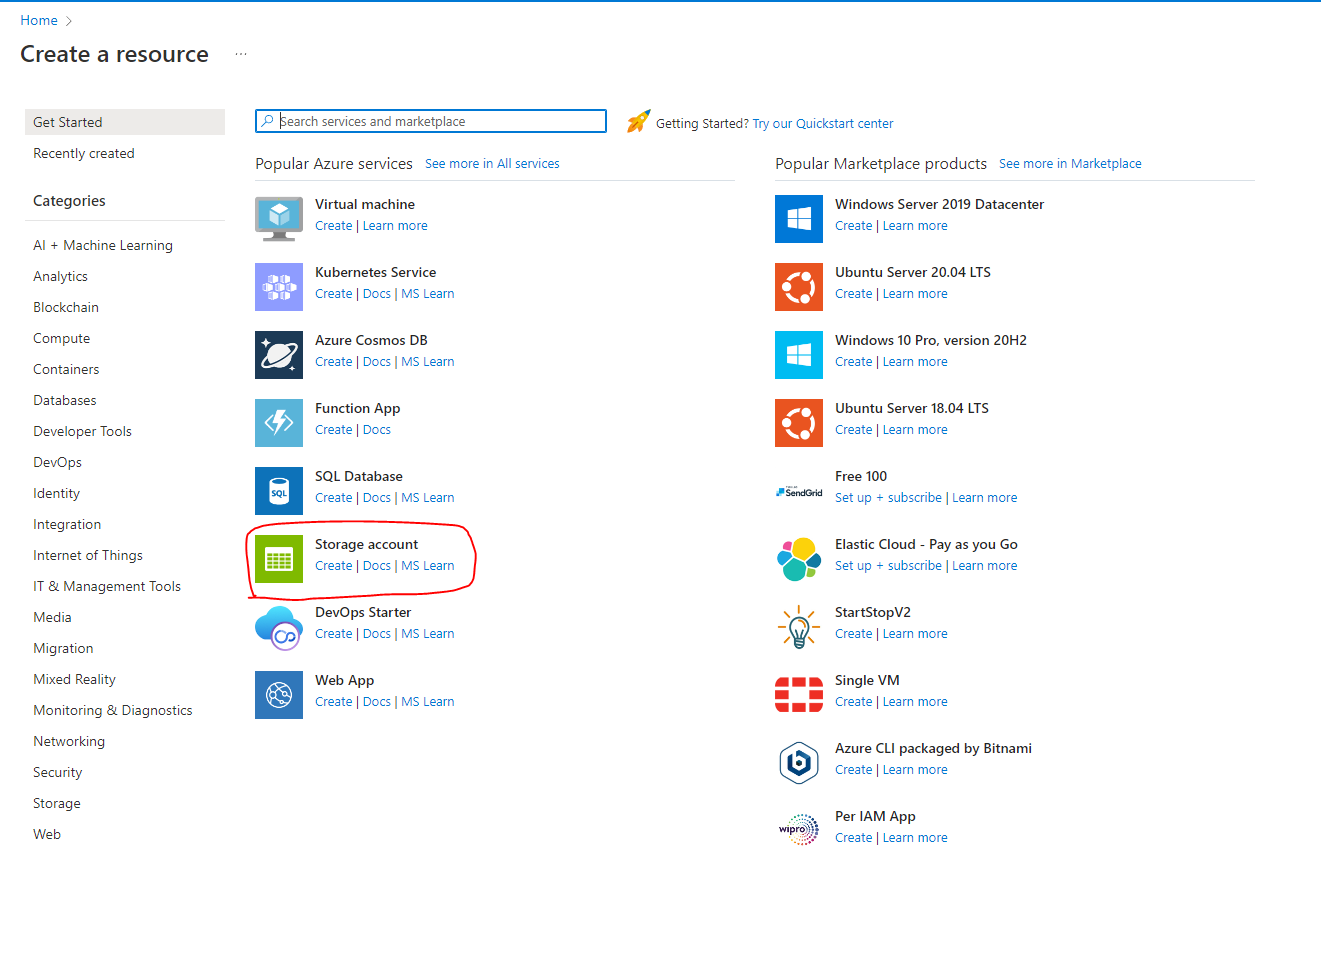 Home
Create a resource ...
Get Started
Recently created
Categories
AI + Machine Learning
Analytics
Blockchain
Compute
Containers
Databases
Developer Tools
DevOps
Identity
Integration
Internet of Things
IT & Management Tools
Media
Migration
Mixed Reality
Monitoring & Diagnostics
Networking
Security
Storage
Web
Search services and marketplace
Getting Started? Try our Quickstart center
Popular Azure services See more in All services
Virtual machine
Create | Learn more
Kubernetes Service
Create | Docs | MS Learn
Azure Cosmos DB
Create | Docs | MS Learn
Function App
Create | Docs
SQL
SQL Database
Create | Docs | MS Learn
Storage account
Create | Docs | MS Learn
DevOps Starter
Create | Docs | MS Learn
Web App
Create | Docs | MS Learn
Popular Marketplace products See more in Marketplace
Windows Server 2019 Datacenter
Create | Learn more
Ubuntu Server 20.04 LTS
Create | Learn more
Windows 10 Pro, version 20H2
Create | Learn more
Ubuntu Server 18.04 LTS
Create | Learn more
SendGrid
Free 100
Set up + subscribe | Learn more
Elastic Cloud - Pay as you Go
Set up + subscribe | Learn more
StartStopV2
Create | Learn more
Single VM
Create | Learn more
Azure CLI packaged by Bitnami
Create | Learn more
wipro
Per IAM App
Create | Learn more